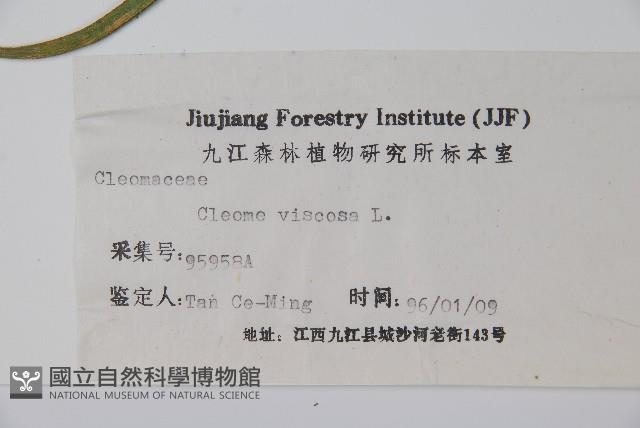 Jiujiang Forestry Institute (JJF)
九江森林植物研究所标本室
Cleomaceae
Cleome viscosa L.
采集号: 95958A
鉴定人: Tan Ce-Ming 时间: 96/01/09
地址: 江西九江县城沙河老街143号
國立自然科學博物館
NATIONAL MUSEUM OF NATURAL SCIENCE